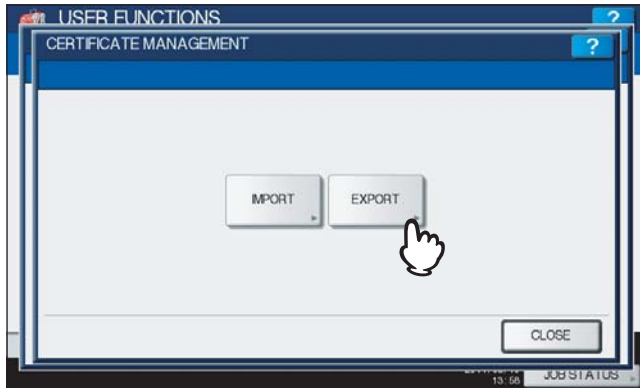 USER FUNCTIONS
?
CERTIFICATE MANAGEMENT
?
IMPORT
EXPORT
CLOSE
13:58
JOB STATUS